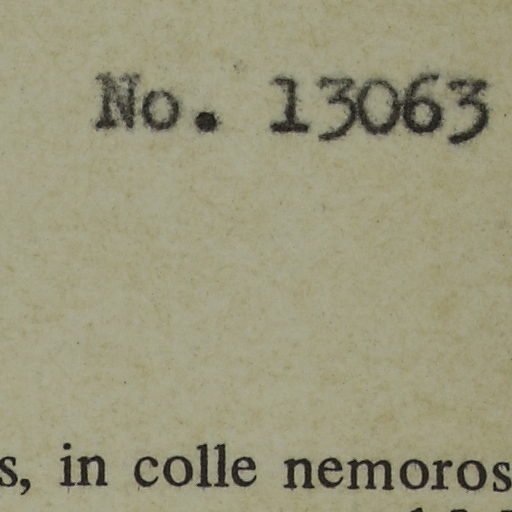 No. 13063
s, in colle nemoros